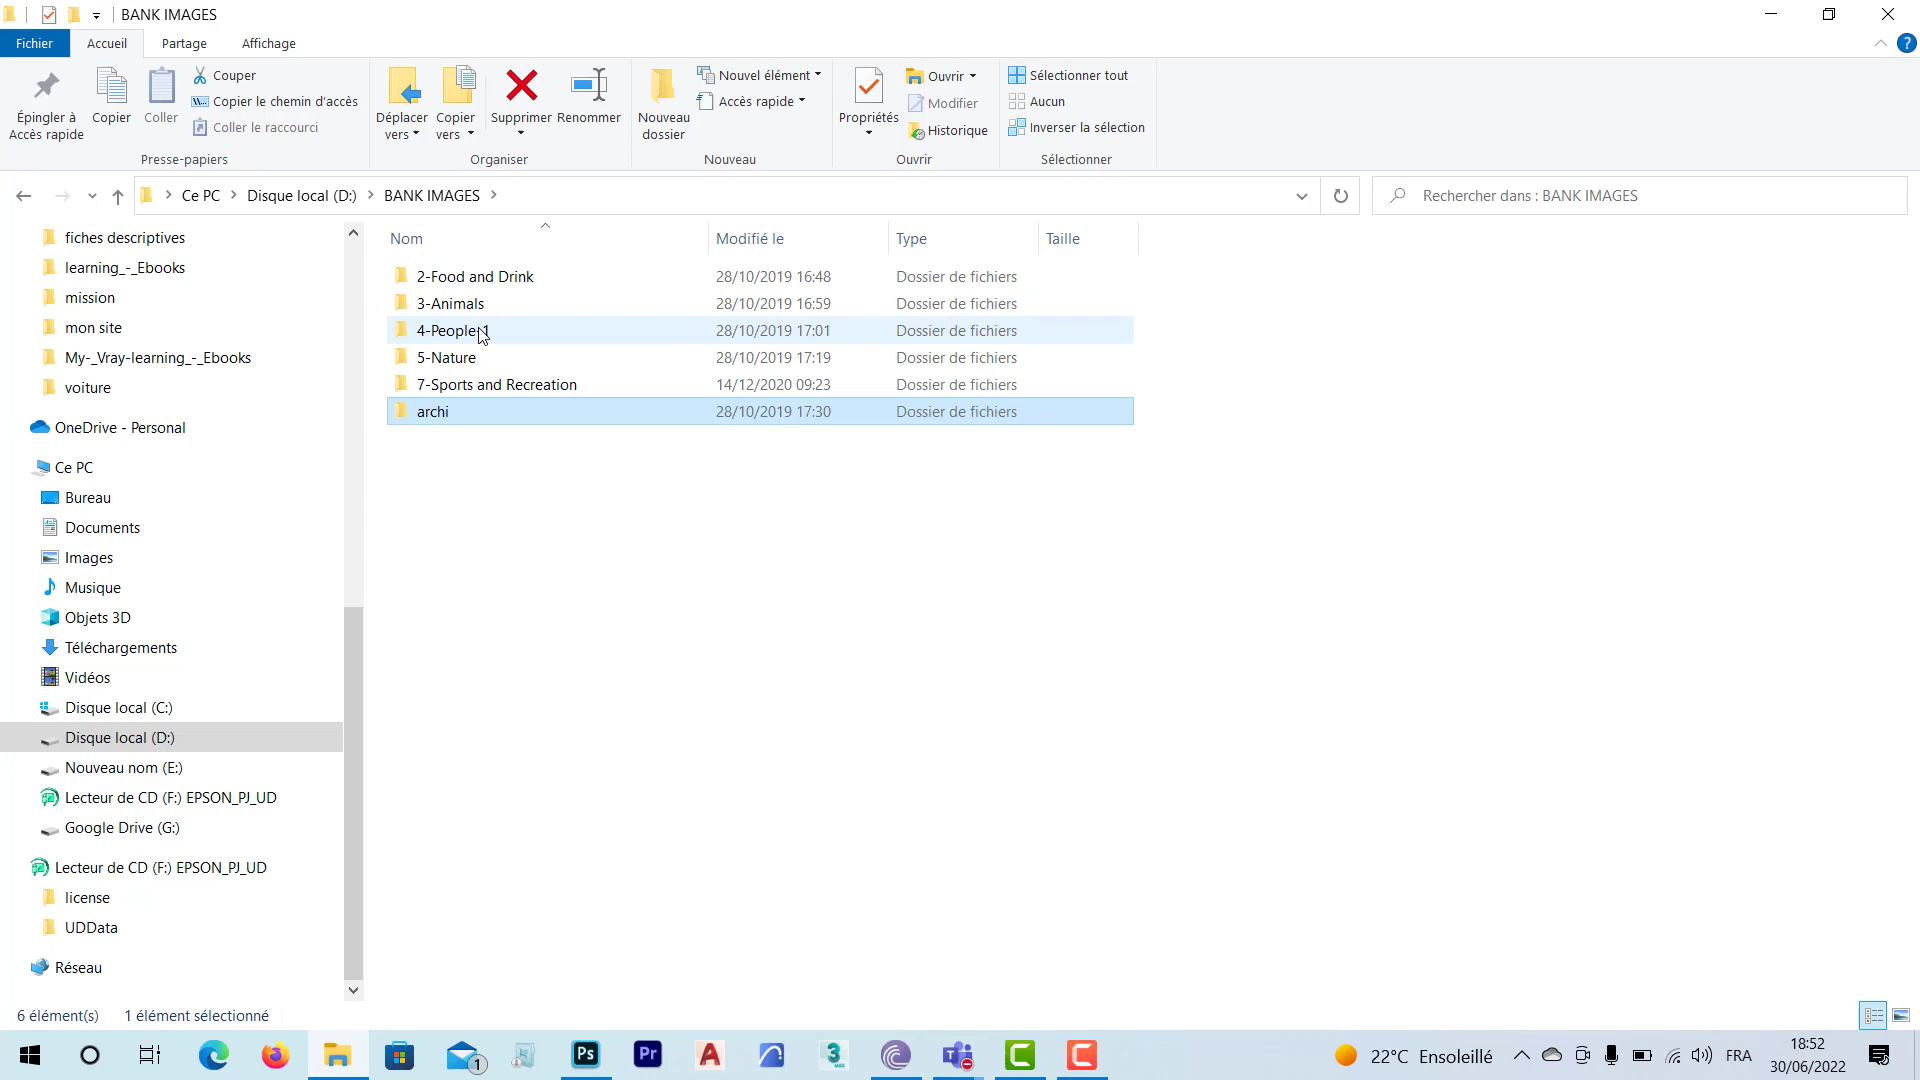 BANK IMAGES
Fichier
Accueil
Partage
Affichage
Épingler à
Accès rapide
Copier
Coller
Couper
Copier le chemin d'accès
Coller le raccourci
Presse-papiers
Déplacer
vers
Copier
vers
Supprimer
Renommer
Organiser
Nouveau
dossier
Nouvel élément
Accès rapide
Nouveau
Propriétés
Ouvrir
Modifier
Historique
Ouvrir
Sélectionner tout
Aucun
Inverser la sélection
Sélectionner
Ce PC
Disque local (D:)
BANK IMAGES
Rechercher dans : BANK IMAGES
fiches descriptives
learning_-_Ebooks
mission
mon site
My-_Vray-learning_-_Ebooks
voiture
OneDrive - Personal
Ce PC
Bureau
Documents
Images
Musique
Objets 3D
Téléchargements
Vidéos
Disque local (C:)
Disque local (D:)
Nouveau nom (E:)
Lecteur de CD (F:) EPSON_PJ_UD
Google Drive (G:)
Lecteur de CD (F:) EPSON_PJ_UD
license
UDData
Réseau
Nom Modifié le Type Taille
2-Food and Drink 28/10/2019 16:48 Dossier de fichiers
3-Animals 28/10/2019 16:59 Dossier de fichiers
4-People 1 28/10/2019 17:01 Dossier de fichiers
5-Nature 28/10/2019 17:19 Dossier de fichiers
7-Sports and Recreation 14/12/2020 09:23 Dossier de fichiers
archi 28/10/2019 17:30 Dossier de fichiers
6 élément(s) 1 élément sélectionné
1
Ps
Pr
A
3
22°C Ensoleillé
FRA
18:52
30/06/2022